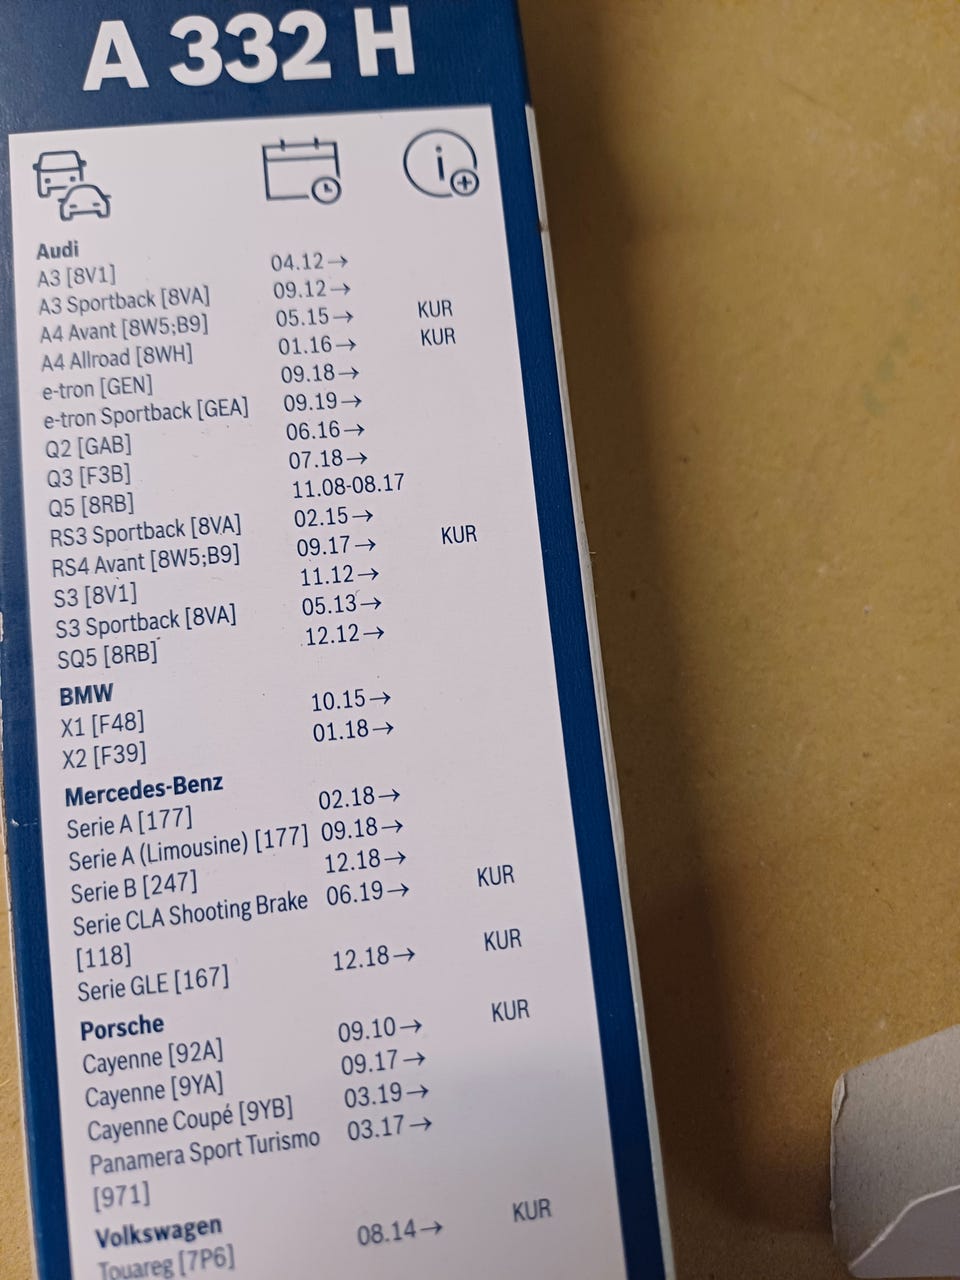 A 332 H
Audi
A3 [8V1] 04.12→
A3 Sportback [8VA] 09.12→
A4 Avant [8W5;B9] 05.15→ KUR
A4 Allroad [8WH] 01.16→ KUR
e-tron [GEN] 09.18→
e-tron Sportback [GEA] 09.19→
Q2 [GAB] 06.16→
Q3 [F3B] 07.18→
Q5 [8RB] 11.08-08.17
RS3 Sportback [8VA] 02.15→
RS4 Avant [8W5;B9] 09.17→ KUR
S3 [8V1] 11.12→
S3 Sportback [8VA] 05.13→
SQ5 [8RB] 12.12→
BMW
X1 [F48] 10.15→
X2 [F39] 01.18→
Mercedes-Benz
Serie A [177] 02.18→
Serie A (Limousine) [177] 09.18→
Serie B [247] 12.18→
Serie CLA Shooting Brake 06.19→ KUR
[118]
Serie GLE [167] 12.18→ KUR
Porsche
Cayenne [92A] 09.10→ KUR
Cayenne [9YA] 09.17→
Cayenne Coupé [9YB] 03.19→
Panamera Sport Turismo 03.17→
[971]
Volkswagen
Touareg [7P6] 08.14→ KUR